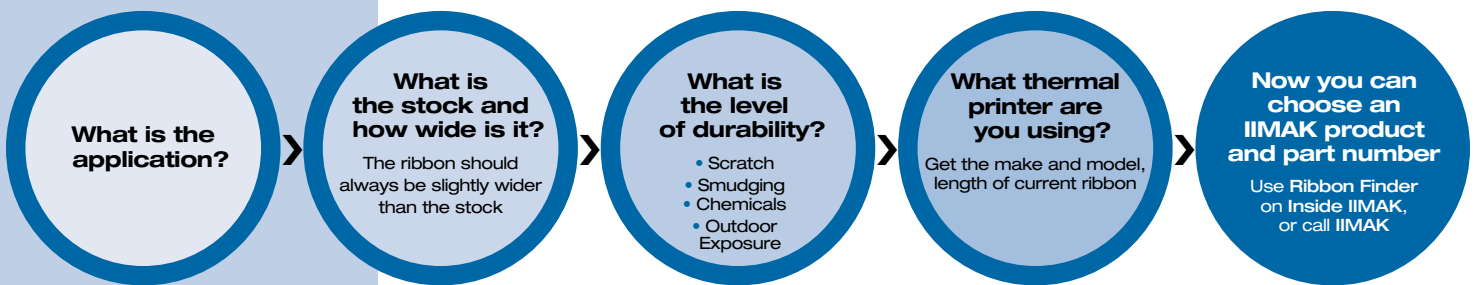 What is the
application?
What is
the stock and
how wide is it?
The ribbon should
always be slightly wider
than the stock
What is
the level
of durability?
• Scratch
• Smudging
• Chemicals
• Outdoor
Exposure
What thermal
printer are
you using?
Get the make and model,
length of current ribbon
Now you can
choose an
IIMAK product
and part number
Use Ribbon Finder
on Inside IIMAK,
or call IIMAK